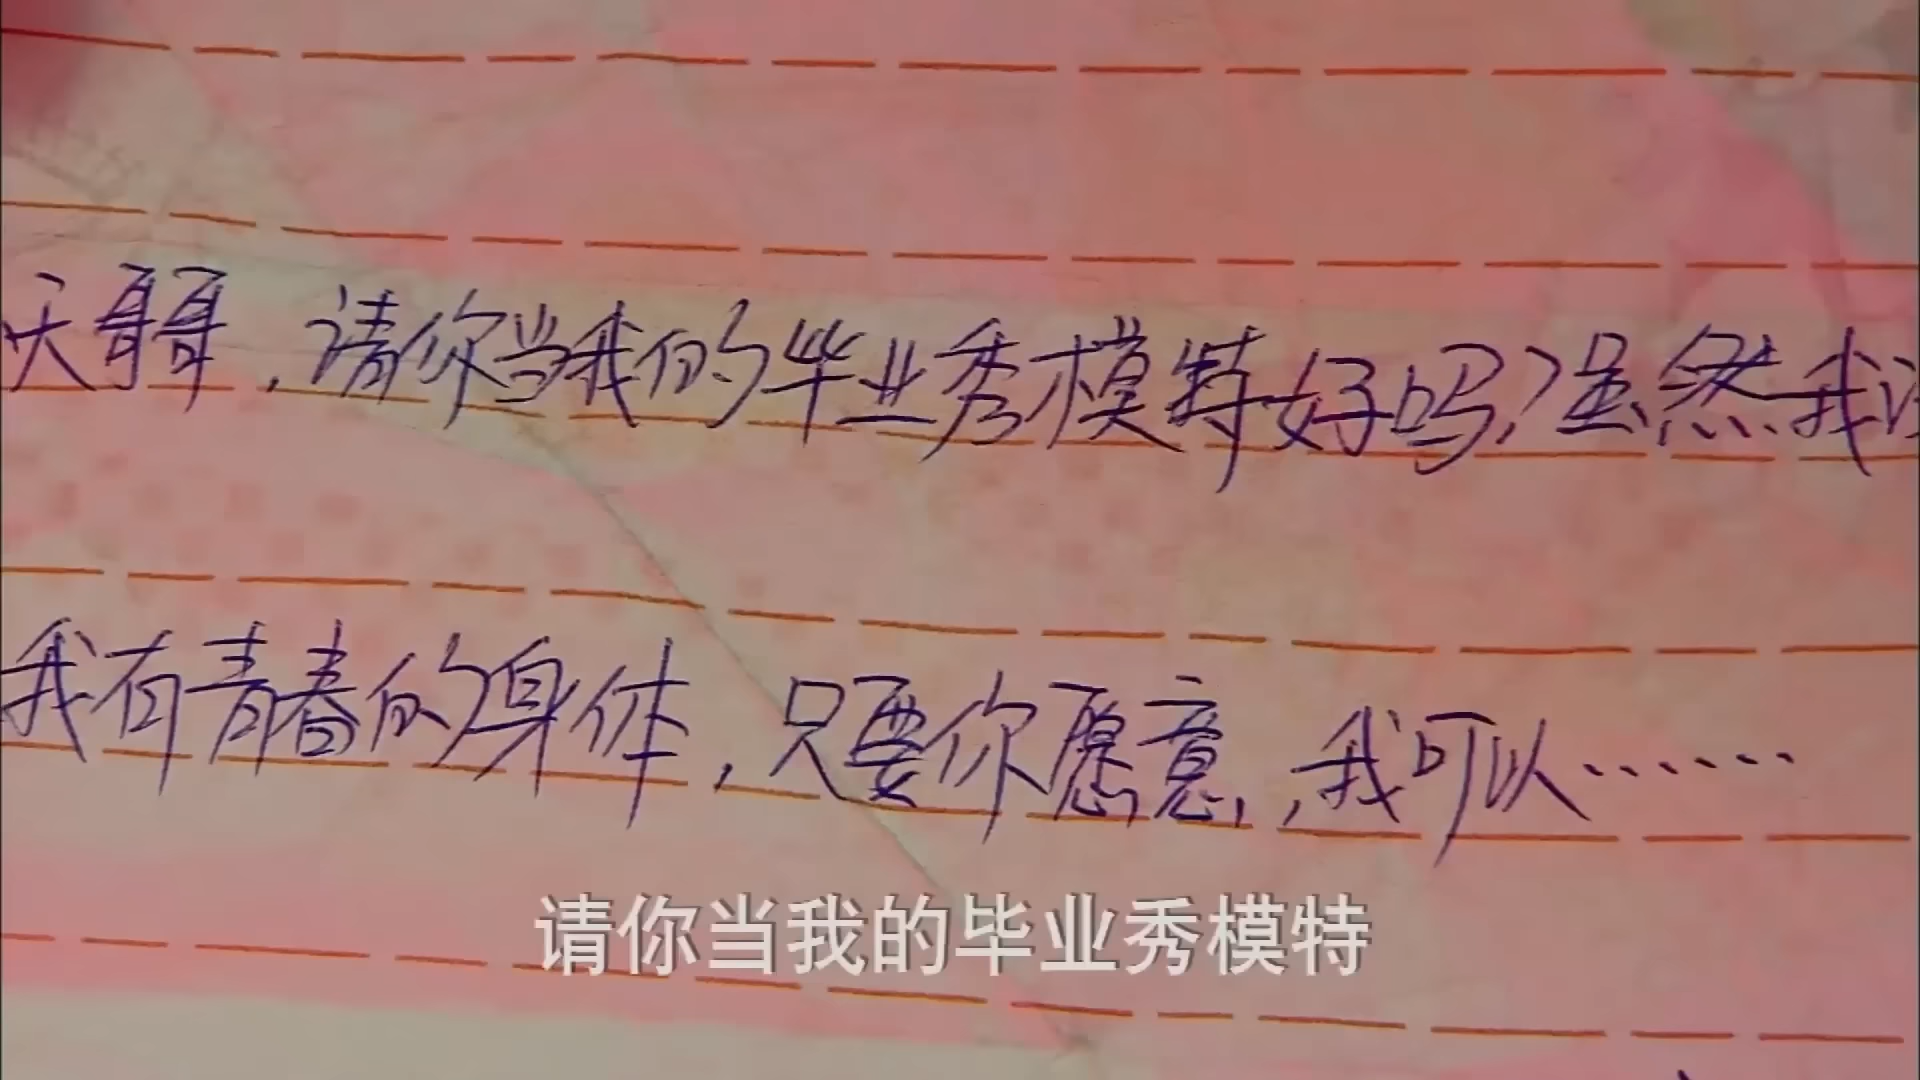 天哥哥，请你当我的毕业秀模特好吗？虽然我没
我有青春的身体，只要你愿意，我可以……
请你当我的毕业秀模特